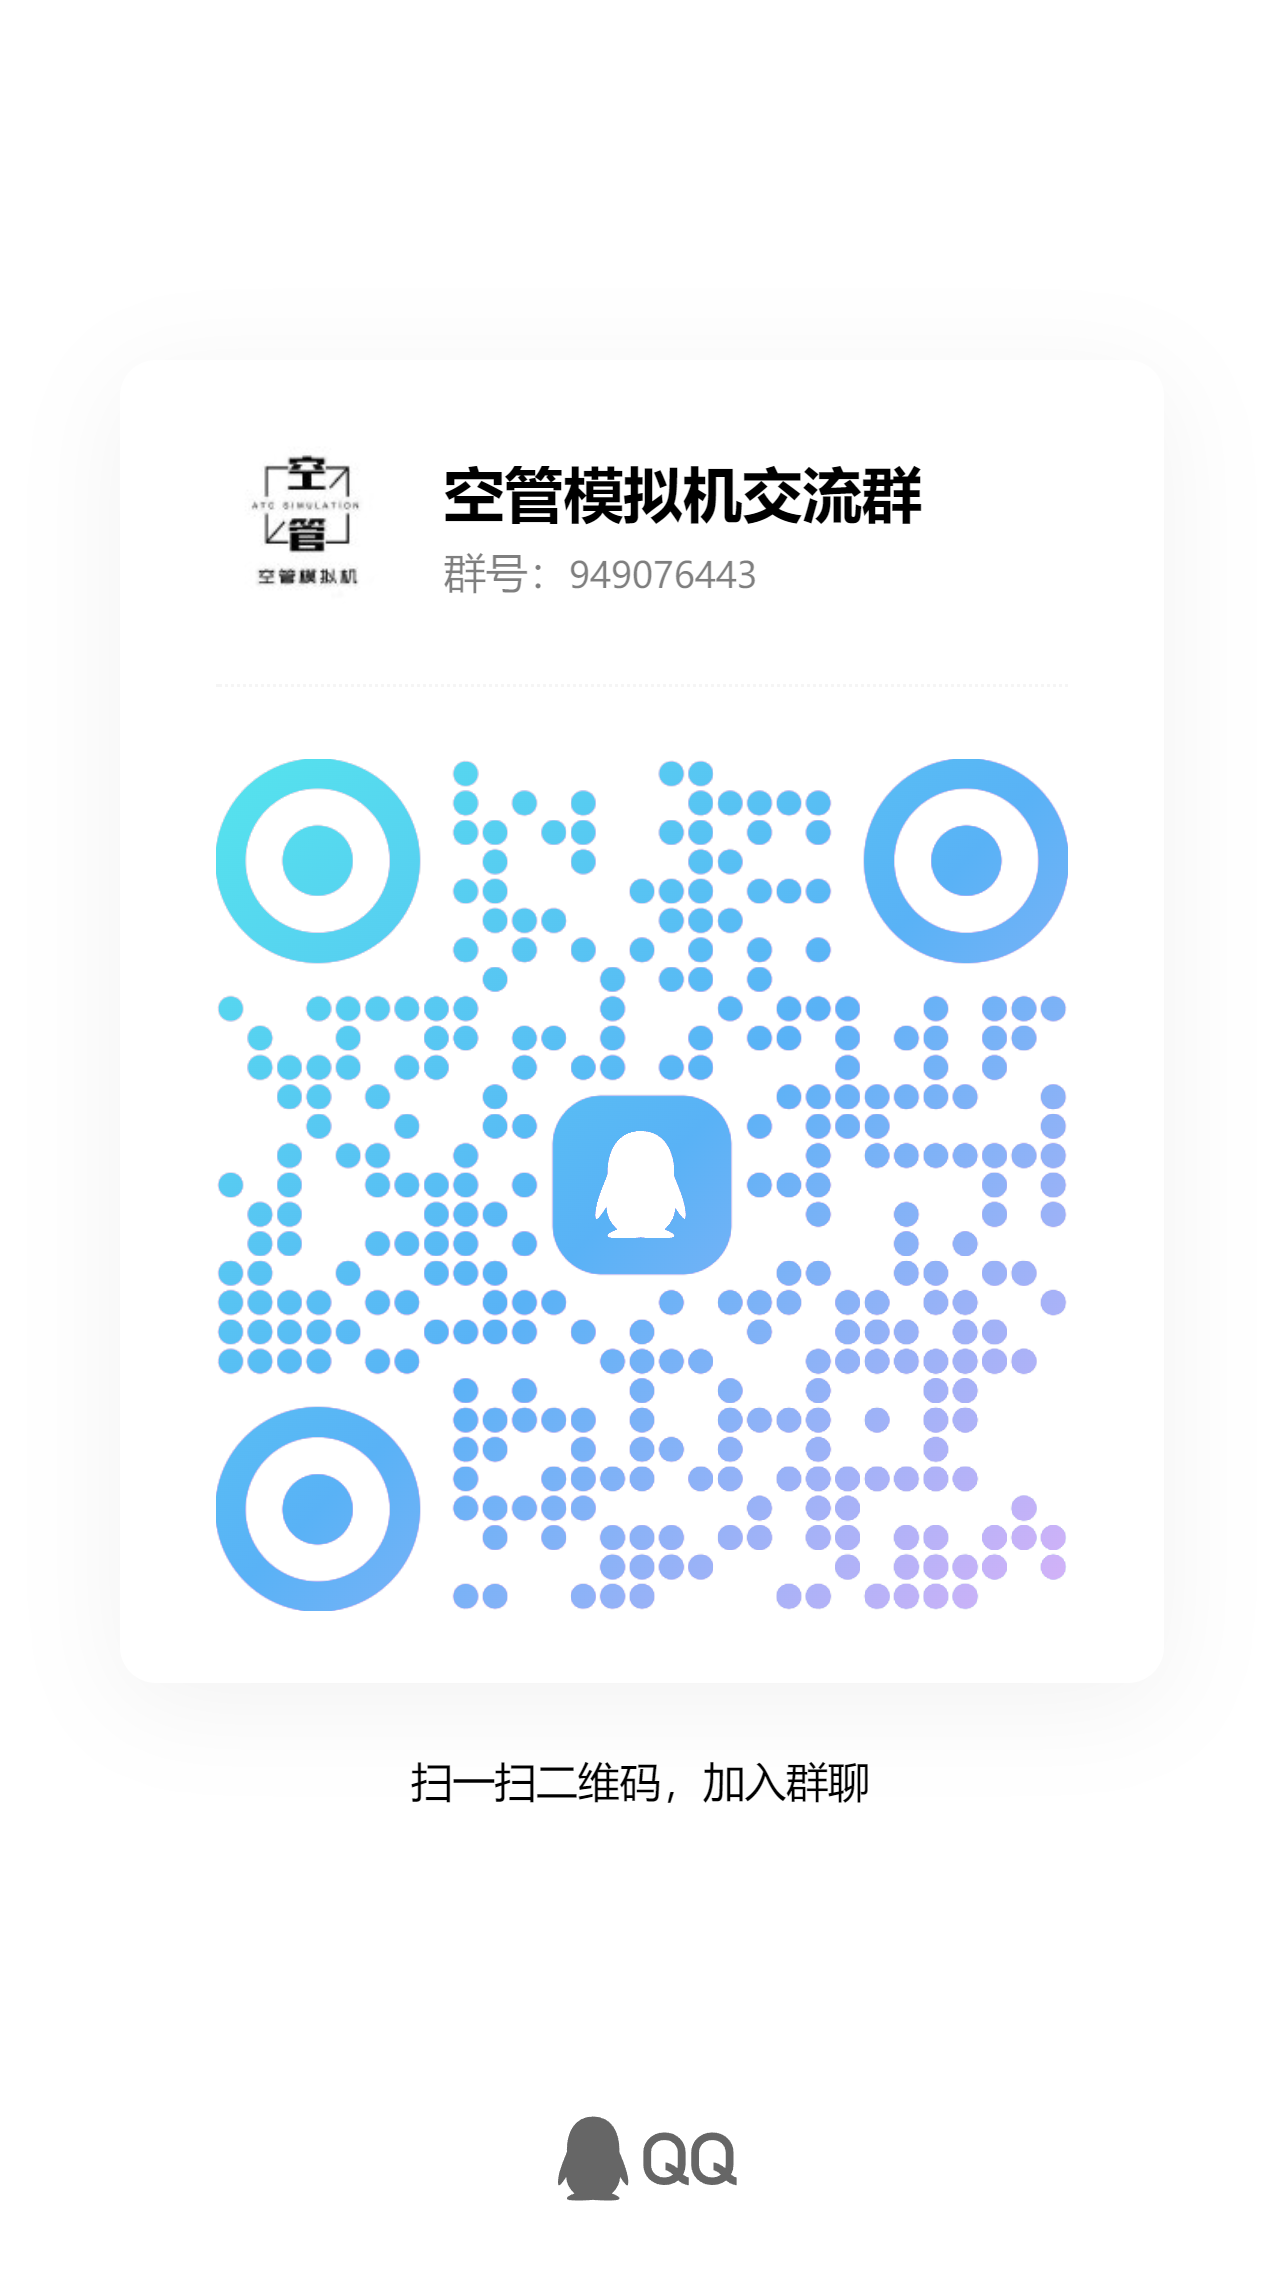 空
ATC SIMULATION
管
空管模拟机
空管模拟机交流群
群号：949076443
扫一扫二维码，加入群聊
QQ